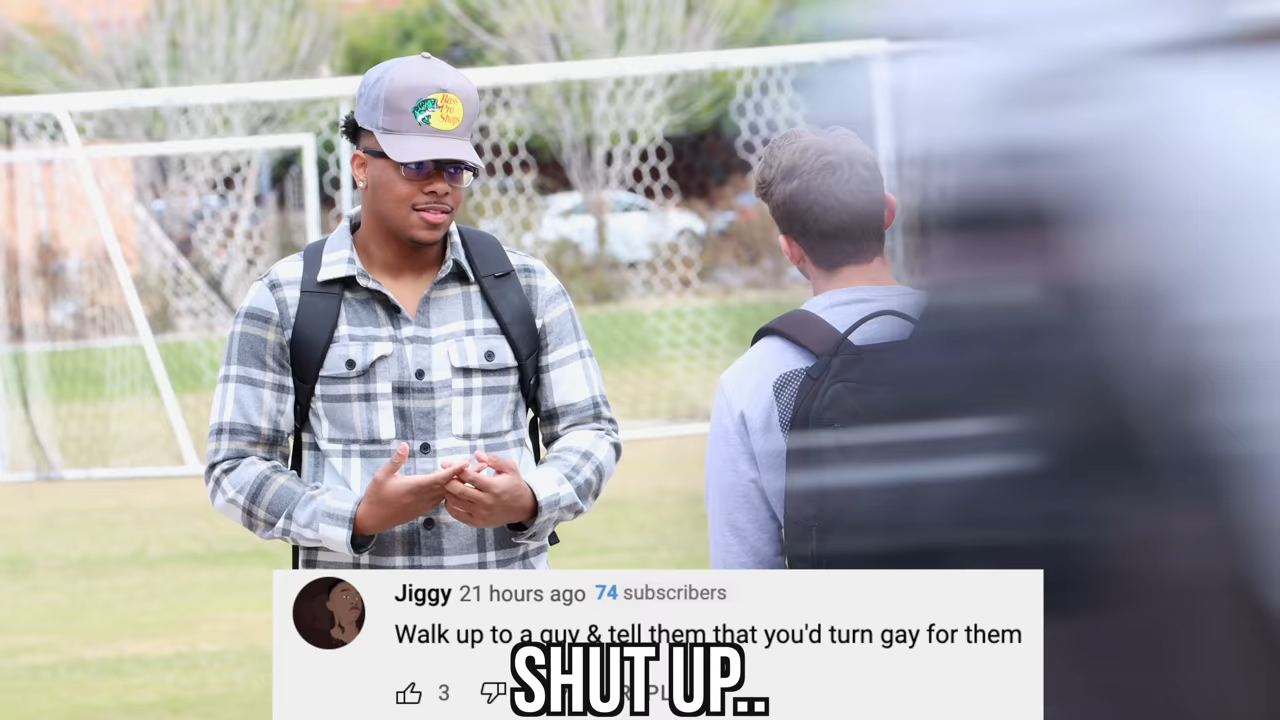 Bass
Pro
Shops
Jiggy 21 hours ago 74 subscribers
Walk up to a guy & tell them that you'd turn gay for them
3
SHUT UP..